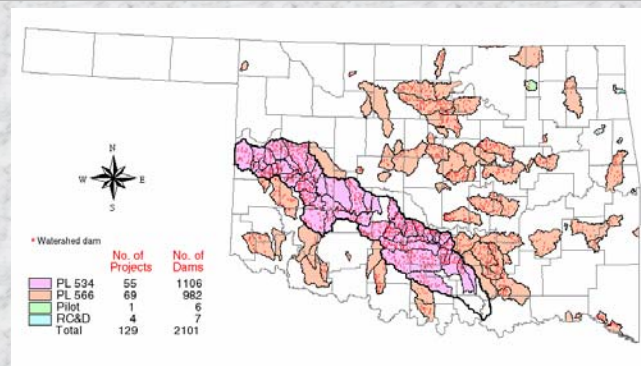 N
W E
S
* Watershed dam
No. of No. of
Projects Dams
PL 534 55 1106
PL 566 69 982
Pilot 1 6
RC&D 4 7
Total 129 2101